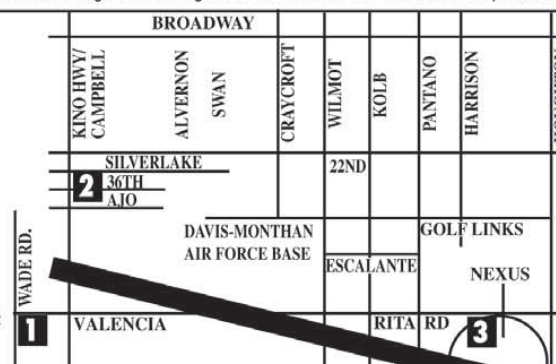 BROADWAY
KINO HWY/
CAMPBELL
ALVERNON
SWAN
CRAYCROFT
WILMOT
KOLB
PANTANO
HARRISON
SILVERLAKE
22ND
2
36TH
AJO
DAVIS-MONTHAN
AIR FORCE BASE
GOLF LINKS
ESCALANTE
NEXUS
WADE RD.
1
VALENCIA
RITA RD
3